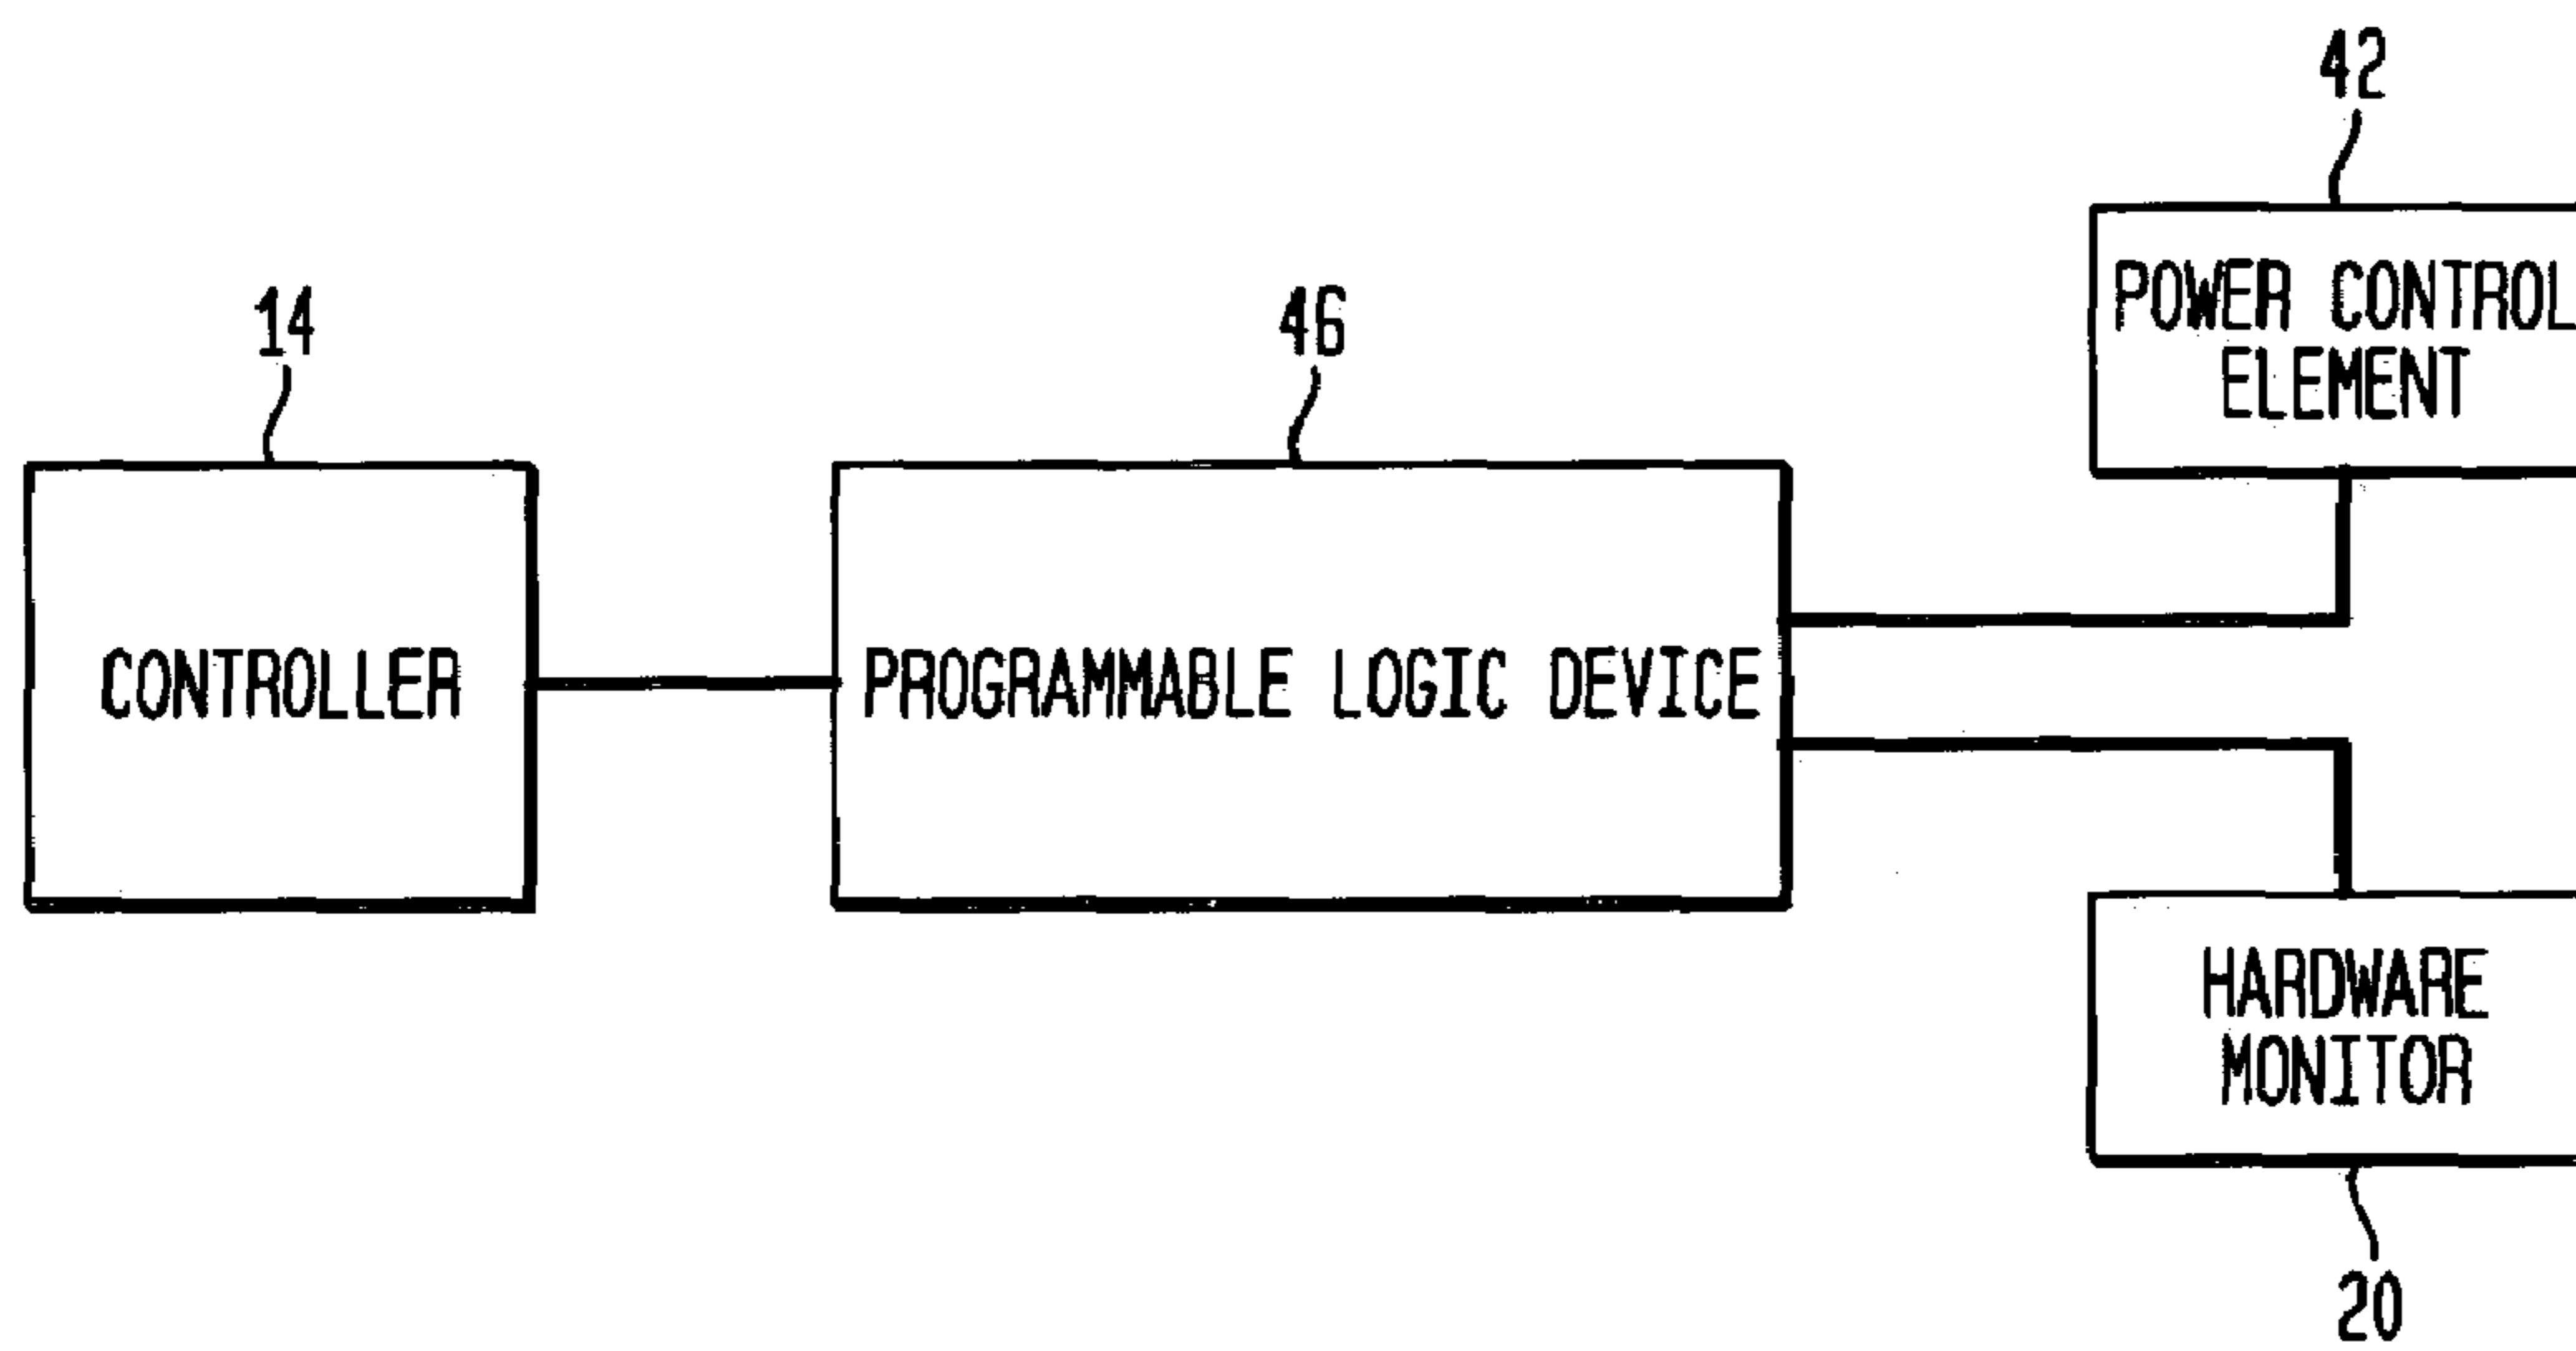 42
POWER CONTROL
ELEMENT
14
46
CONTROLLER
PROGRAMMABLE LOGIC DEVICE
HARDWARE
MONITOR
20